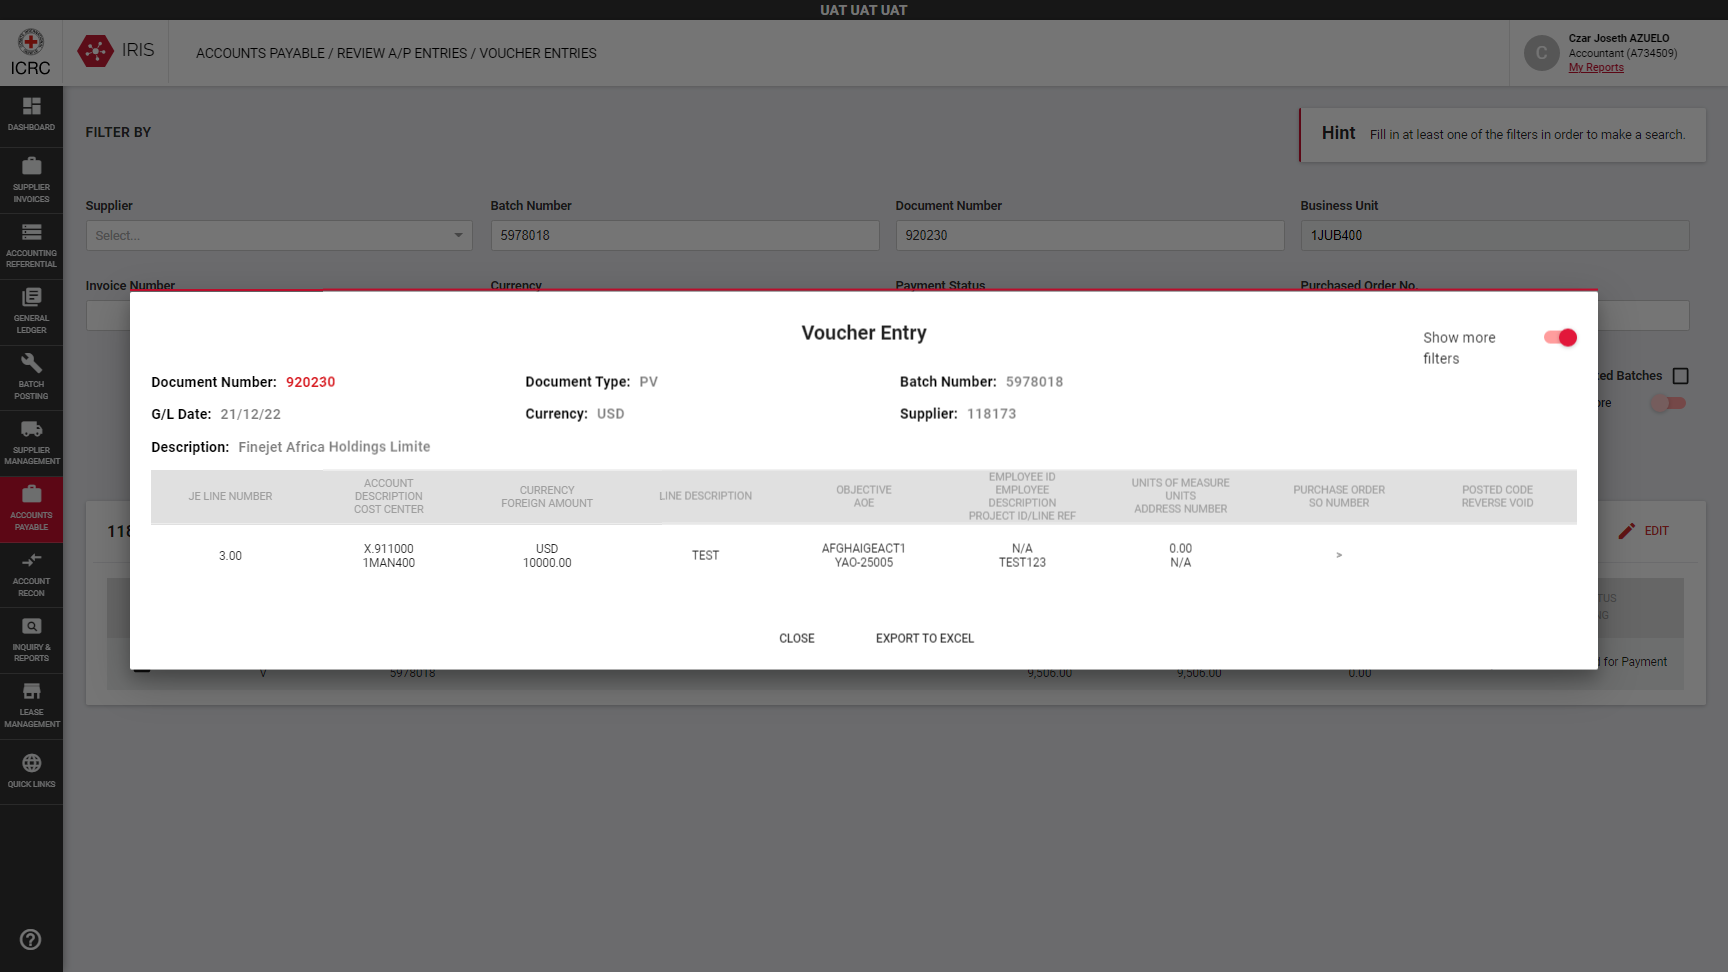 UAT UAT UAT
ICRC
IRIS
ACCOUNTS PAYABLE / REVIEW A/P ENTRIES / VOUCHER ENTRIES
C
Czar Joseth AZUELO
Accountant (A734509)
My Reports
DASHBOARD
SUPPLIER
INVOICES
ACCOUNTING
REFERENTIAL
GENERAL
LEDGER
BATCH
POSTING
SUPPLIER
MANAGEMENT
ACCOUNTS
PAYABLE
ACCOUNT
RECON
INQUIRY &
REPORTS
LEASE
MANAGEMENT
QUICK LINKS
FILTER BY
Hint Fill in at least one of the filters in order to make a search.
Supplier Batch Number Document Number Business Unit
Select... 5978018 920230 1JUB400
Invoice Number Currency Payment Status Purchased Order No.
Batches
Voucher Entry
Show more
filters
Document Number: 920230 Document Type: PV Batch Number: 5978018
G/L Date: 21/12/22 Currency: USD Supplier: 118173
Description: Finejet Africa Holdings Limite
JE LINE NUMBER
ACCOUNT
DESCRIPTION
COST CENTER
CURRENCY
FOREIGN AMOUNT
LINE DESCRIPTION
OBJECTIVE
AOE
EMPLOYEE ID
EMPLOYEE
DESCRIPTION
PROJECT ID/LINE REF
UNITS OF MEASURE
UNITS
ADDRESS NUMBER
PURCHASE ORDER
SO NUMBER
POSTED CODE
REVERSE VOID
3.00
X.911000
1MAN400
USD
10000.00
TEST
AFGHAIGEACT1
YAO-25005
N/A
TEST123
0.00
N/A
>
CLOSE EXPORT TO EXCEL
EDIT
for Payment
V 5978018 9,506.00 9,506.00 0.00